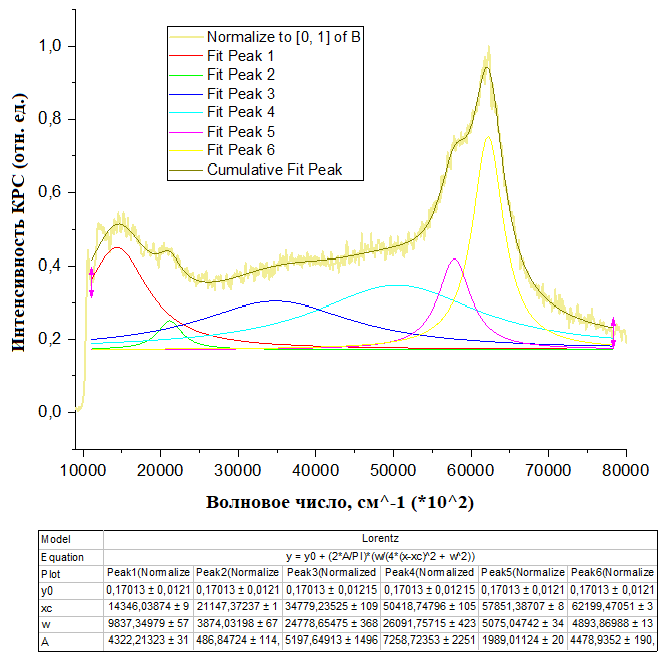 1,0
0,8
0,6
0,4
0,2
0,0
Интенсивность КРС (отн. ед.)
Normalize to [0, 1] of B
Fit Peak 1
Fit Peak 2
Fit Peak 3
Fit Peak 4
Fit Peak 5
Fit Peak 6
Cumulative Fit Peak
10000 20000 30000 40000 50000 60000 70000 80000
Волновое число, см^-1 (*10^2)
Model Lorentz
Equation y = y0 + (2*A/PI)*(w/(4*(x-xc)^2 + w^2))
Plot Peak1(Normalize Peak2(Normalize Peak3(Normalized Peak4(Normalized Peak5(Normalize Peak6(Normalize
y0 0,17013 ± 0,0121 0,17013 ± 0,0121 0,17013 ± 0,01215 0,17013 ± 0,01215 0,17013 ± 0,0121 0,17013 ± 0,0121
xc 14346,03874 ± 9 21147,37237 ± 1 34779,23525 ± 109 50418,74796 ± 105 57851,38707 ± 8 62199,47051 ± 3
w 9837,34979 ± 57 3874,03198 ± 67 24778,65475 ± 368 26091,75715 ± 423 5075,04742 ± 34 4893,86988 ± 13
A 4322,21323 ± 31 486,84724 ± 114, 5197,64913 ± 1496 7258,72353 ± 2251 1989,01124 ± 20 4478,9352 ± 190,